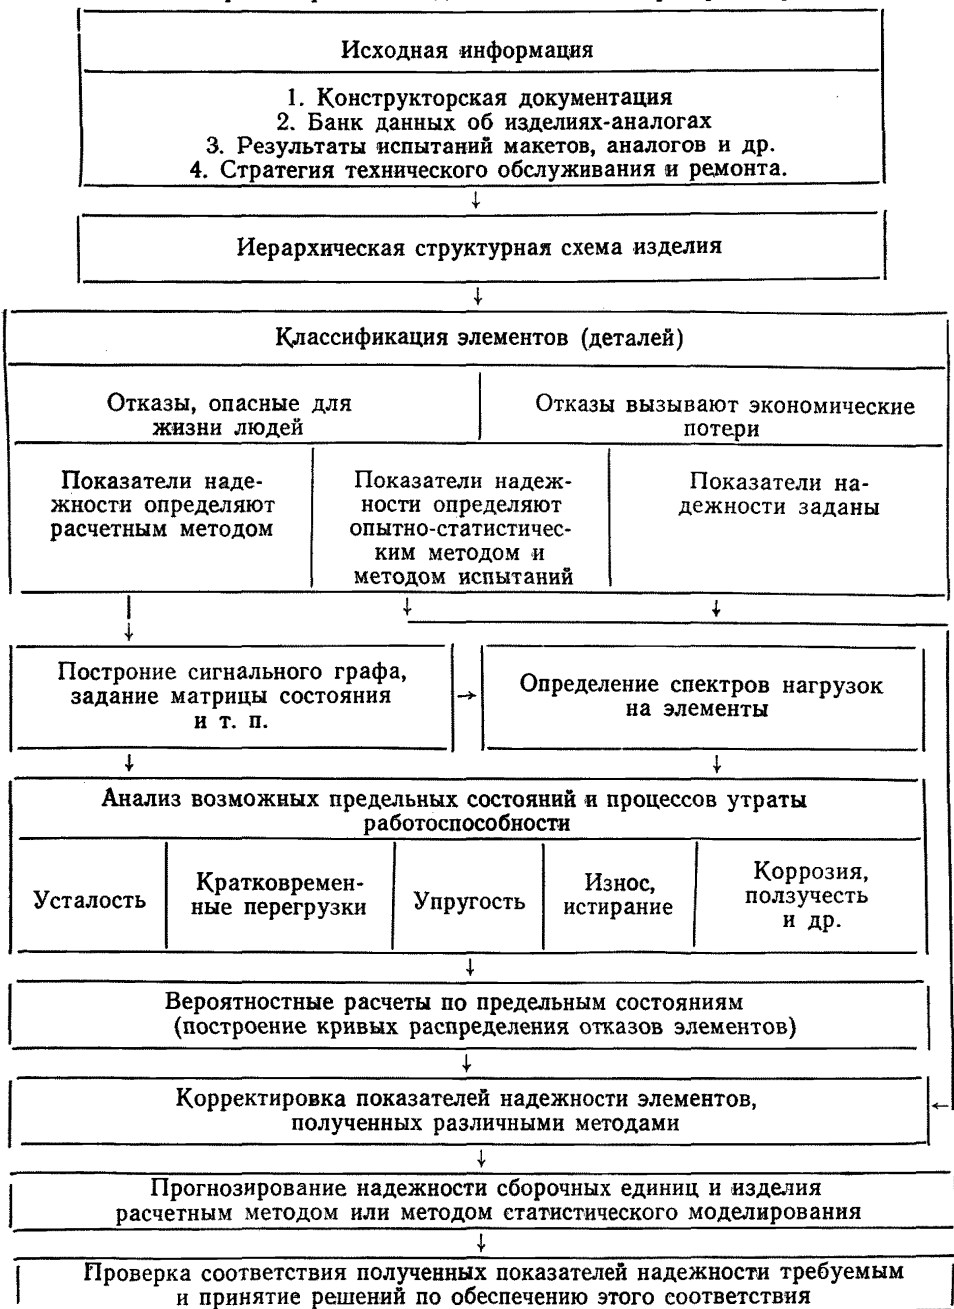 Исходная информация
1. Конструкторская документация
2. Банк данных об изделиях-аналогах
3. Результаты испытаний макетов, аналогов и др.
4. Стратегия технического обслуживания и ремонта.
↓
Иерархическая структурная схема изделия
↓
Классификация элементов (деталей)
Отказы, опасные для
жизни людей
Отказы вызывают экономические
потери
Показатели наде-
жности определяют
расчетным методом
Показатели надеж-
ности определяют
опытно-статистичес-
ким методом и
методом испытаний
Показатели на-
дежности заданы
↓ ↓ ↓
Построние сигнального графа,
задание матрицы состояния
и т. п.
→
Определение спектров нагрузок
на элементы
↓ ↓
Анализ возможных предельных состояний и процессов утраты
работоспособности
Усталость
Кратковремен-
ные перегрузки
Упругость
Износ,
истирание
Коррозия,
ползучесть
и др.
↓
Вероятностные расчеты по предельным состояниям
(построение кривых распределения отказов элементов)
↓
Корректировка показателей надежности элементов,
полученных различными методами
←
↓
Прогнозирование надежности сборочных единиц и изделия
расчетным методом или методом статистического моделирования
↓
Проверка соответствия полученных показателей надежности требуемым
и принятие решений по обеспечению этого соответствия